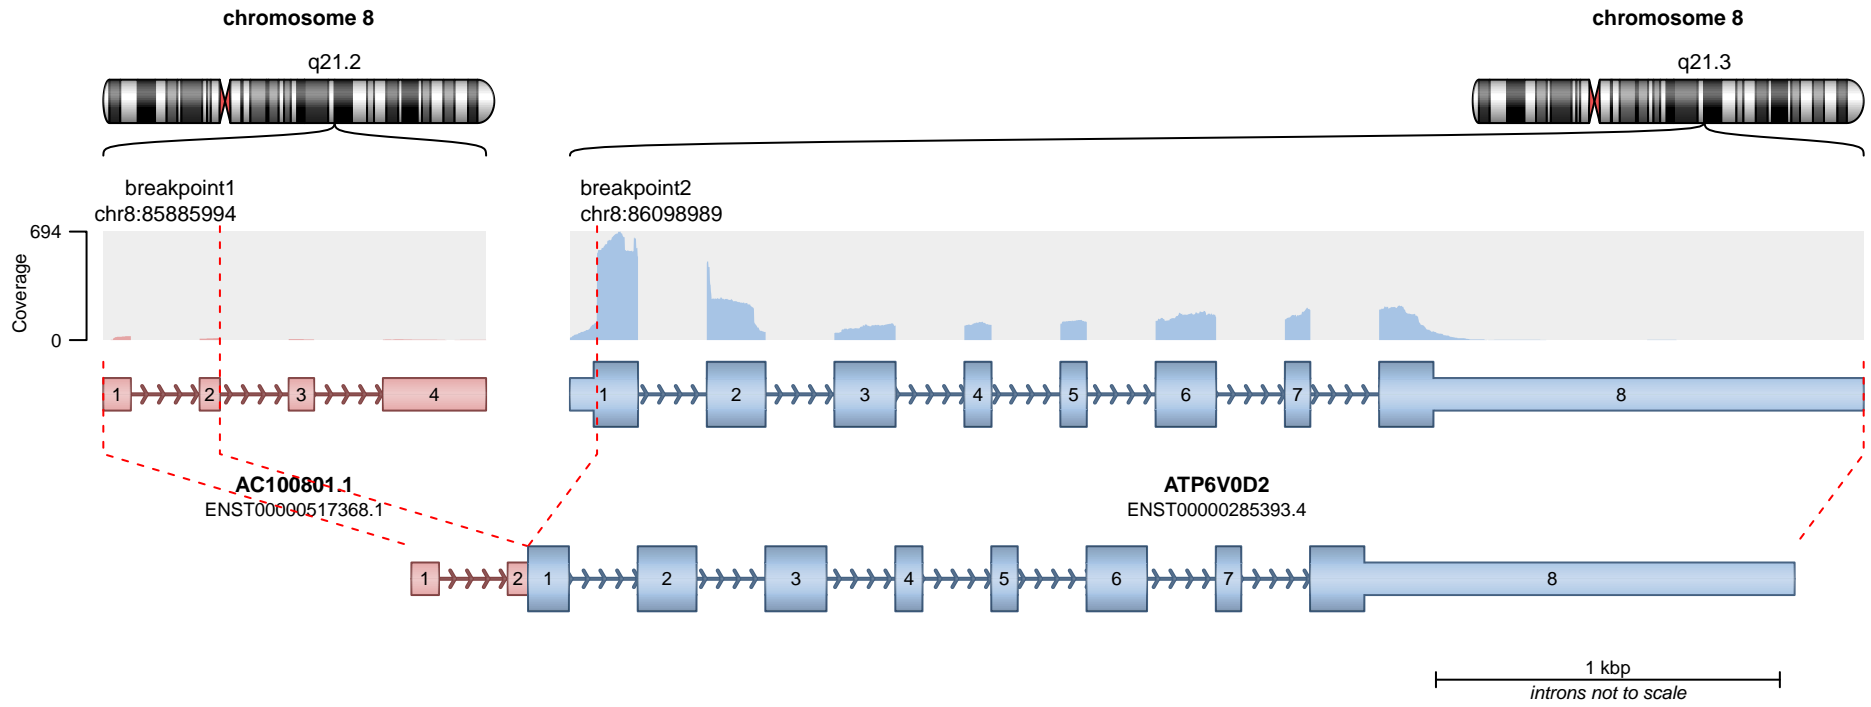 chromosome 8
chromosome 8
q21.2
q21.3
breakpoint1
chr8:85885994
breakpoint2
chr8:86098989
694
0
Coverage
1 2 3 4
1 2 3 4 5 6 7 8
AC100801.1
ENST00000517368.1
ATP6V0D2
ENST00000285393.4
1 2 1 2 3 4 5 6 7 8
1 kbp
introns not to scale